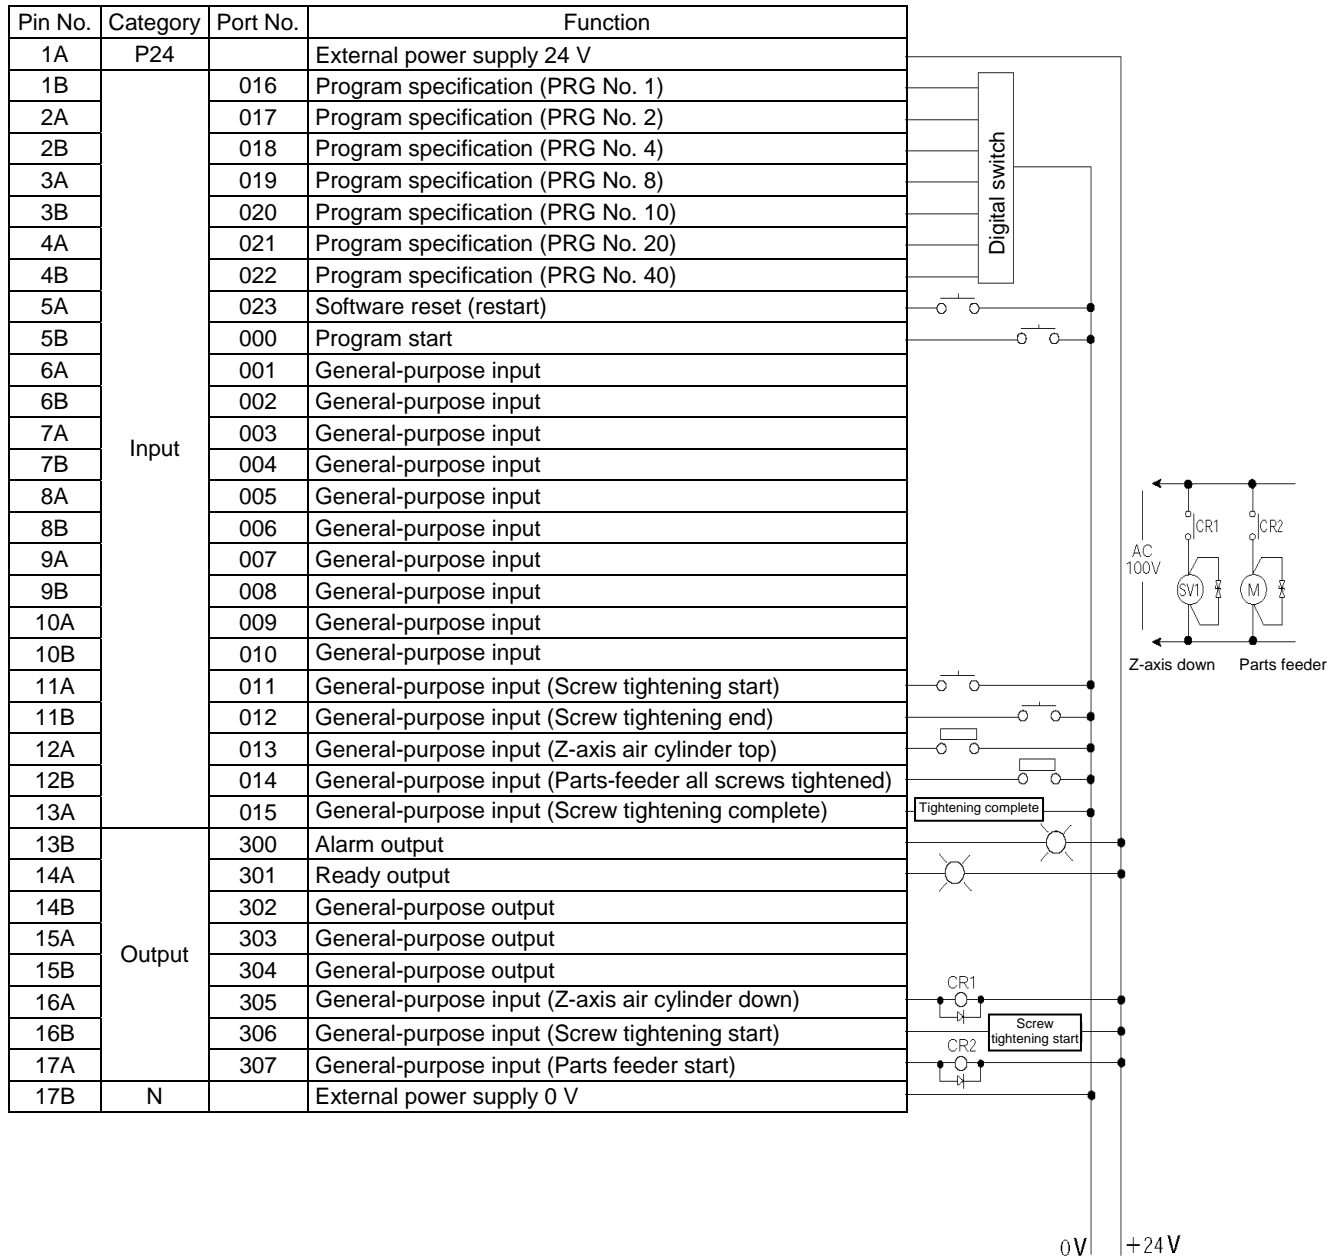 Pin No. Category Port No. Function
1A P24 External power supply 24 V
1B 016 Program specification (PRG No. 1)
2A 017 Program specification (PRG No. 2)
2B 018 Program specification (PRG No. 4)
3A 019 Program specification (PRG No. 8)
3B 020 Program specification (PRG No. 10)
4A 021 Program specification (PRG No. 20)
4B 022 Program specification (PRG No. 40)
Digital switch
5A 023 Software reset (restart)
5B 000 Program start
6A 001 General-purpose input
6B 002 General-purpose input
7A 003 General-purpose input
Input
7B 004 General-purpose input
8A 005 General-purpose input
8B 006 General-purpose input
9A 007 General-purpose input
9B 008 General-purpose input
10A 009 General-purpose input
10B 010 General-purpose input
11A 011 General-purpose input (Screw tightening start)
11B 012 General-purpose input (Screw tightening end)
12A 013 General-purpose input (Z-axis air cylinder top)
12B 014 General-purpose input (Parts-feeder all screws tightened)
13A 015 General-purpose input (Screw tightening complete) Tightening complete
13B 300 Alarm output
14A 301 Ready output
14B 302 General-purpose output
15A 303 General-purpose output
Output
15B 304 General-purpose output
16A 305 General-purpose input (Z-axis air cylinder down) CR1
16B 306 General-purpose input (Screw tightening start) Screw
tightening start
17A 307 General-purpose input (Parts feeder start) CR2
17B N External power supply 0 V
CR1 CR2
AC
100V
SV1 M
Z-axis down Parts feeder
0V +24V